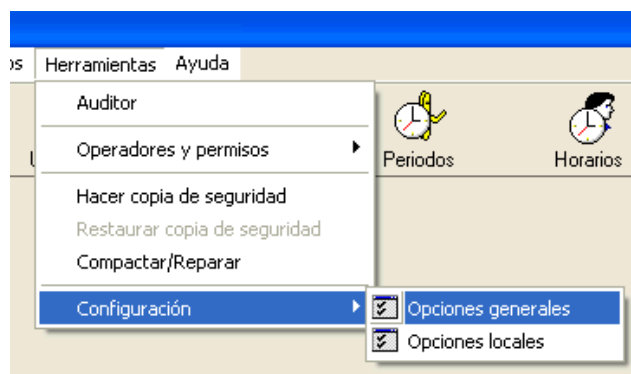 Herramientas Ayuda
Auditor
Operadores y permisos
Periodos
Horarios
Hacer copia de seguridad
Restaurar copia de seguridad
Compactar/Reparar
Configuración
Opciones generales
Opciones locales